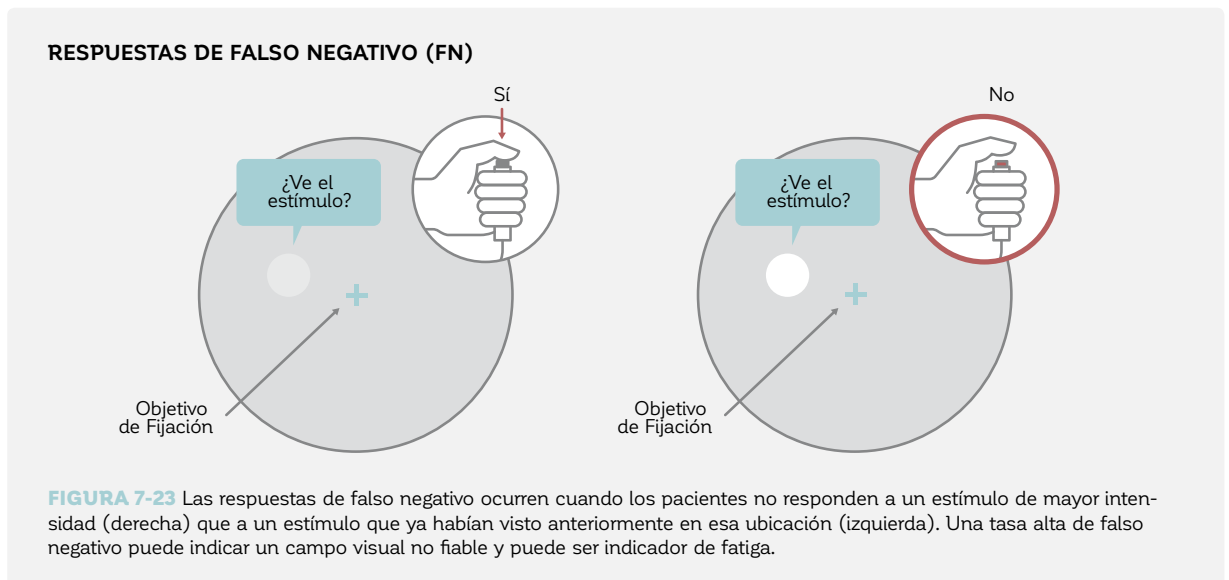 RESPUESTAS DE FALSO NEGATIVO (FN)
Sí
¿Ve el
estímulo?
Objetivo
de Fijación
No
¿Ve el
estímulo?
Objetivo
de Fijación
FIGURA 7-23 Las respuestas de falso negativo ocurren cuando los pacientes no responden a un estímulo de mayor inten-
sidad (derecha) que a un estímulo que ya habían visto anteriormente en esa ubicación (izquierda). Una tasa alta de falso
negativo puede indicar un campo visual no fiable y puede ser indicador de fatiga.